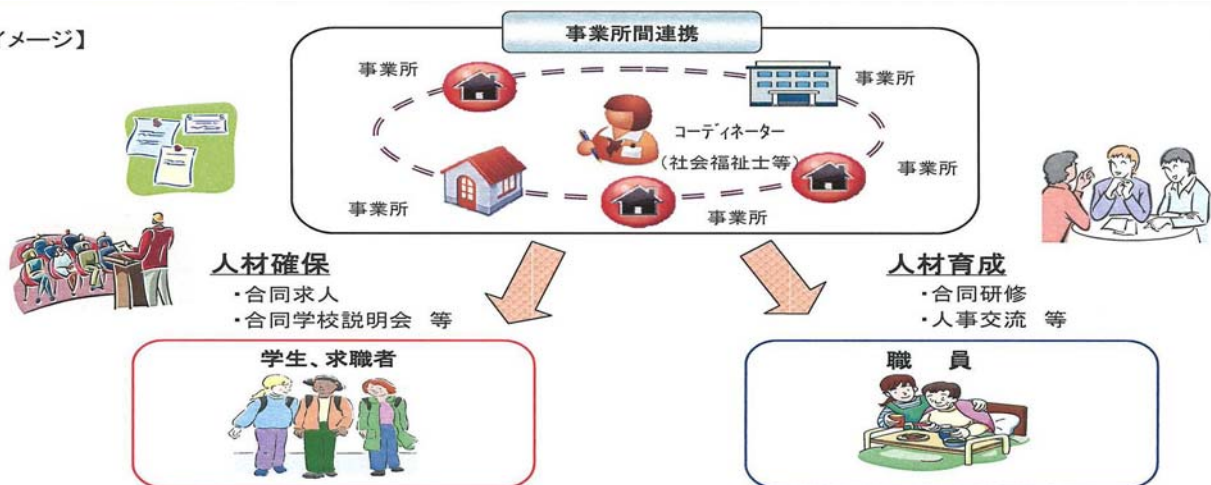 イメージ】
事業所間連携
事業所
事業所
コーディネーター
(社会福祉士等)
事業所
事業所
事業所
人材確保
・合同求人
・合同学校説明会 等
人材育成
・合同研修
・人事交流 等
学生、求職者
職 員